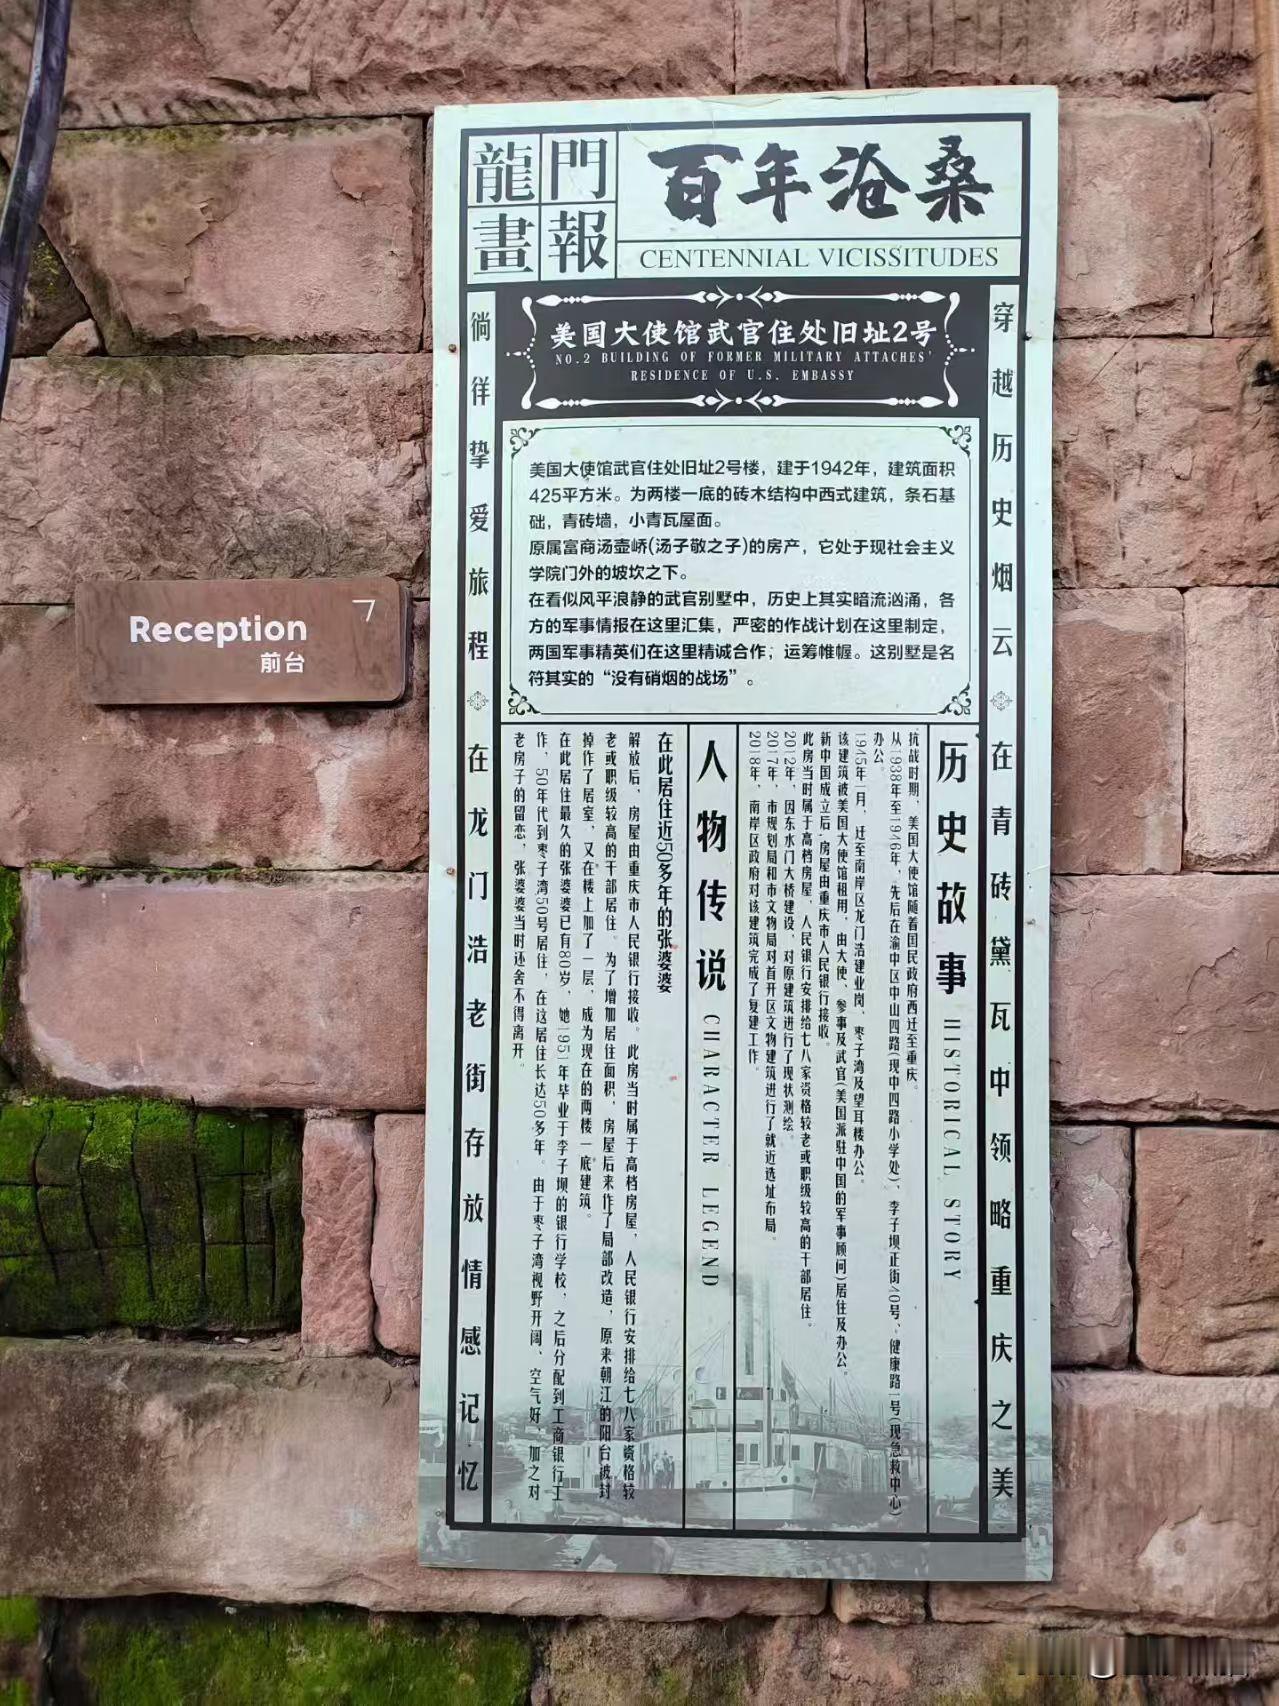 龍門
畫報
百年沧桑
CENTENNIAL VICISSITUDES
美国大使馆武官住处旧址2号
NO.2 BUILDING OF FORMER MILITARY ATTACHES'
RESIDENCE OF U.S. EMBASSY
穿越历史烟云
在青砖黛瓦中领略重庆之美
徜徉挚爱旅程
在龙门浩老街存放情感记忆
美国大使馆武官住处旧址2号楼，建于1942年，建筑面积
425平方米。为两楼一底的砖木结构中西式建筑，条石基
础，青砖墙，小青瓦屋面。
原属富商汤壶峤(汤子敬之子)的房产，它处于现社会主义
学院门外的坡坎之下。
在看似风平浪静的武官别墅中，历史上其实暗流汹涌，各
方的军事情报在这里汇集，严密的作战计划在这里制定，
两国军事精英们在这里精诚合作；运筹帷幄。这别墅是名
符其实的“没有硝烟的战场”。
历史故事 HISTORICAL STORY
抗战时期，美国大使馆随着国民政府西迁至重庆。
从1938年至1946年，先后在渝中区中山四路(现中四路小学处)、李子坝正街40号、健康路1号(现急救中心)
办公。
1945年1月，迁至南岸区龙门浩建业岗、枣子湾及望耳楼办公。
该建筑被美国大使馆租用，由大使、参事及武官(美国派驻中国的军事顾问)居住及办公。
新中国成立后,房屋由重庆市人民银行接收。
此房当时属于高档房屋，人民银行安排给七八家资格较老或职级较高的干部居住。
2012年，因东水门大桥建设，对原建筑进行了现状测绘。
2017年，市规划局和市文物局对首开区文物建筑进行了就近选址布局。
2018年，南岸区政府对该建筑完成了复建工作。
人物传说 CHARACTER LEGEND
在此居住近50多年的张婆婆
解放后，房屋由重庆市人民银行接收。此房当时属于高档房屋，人民银行安排给七八家资格较
老或职级较高的干部居住。为了增加居住面积，房屋后来作了局部改造，原来朝江的阳台被封
掉作了居室，又在楼上加了一层，成为现在的两楼一底建筑。
在此居住最久的张婆婆已有80岁，她1951年毕业于李子坝的银行学校，之后分配到工商银行工
作，50年代到枣子湾50号居住，在这居住长达50多年。由于枣子湾视野开阔、空气好，加之对
老房子的留恋，张婆婆当时还舍不得离开。
Reception
前台